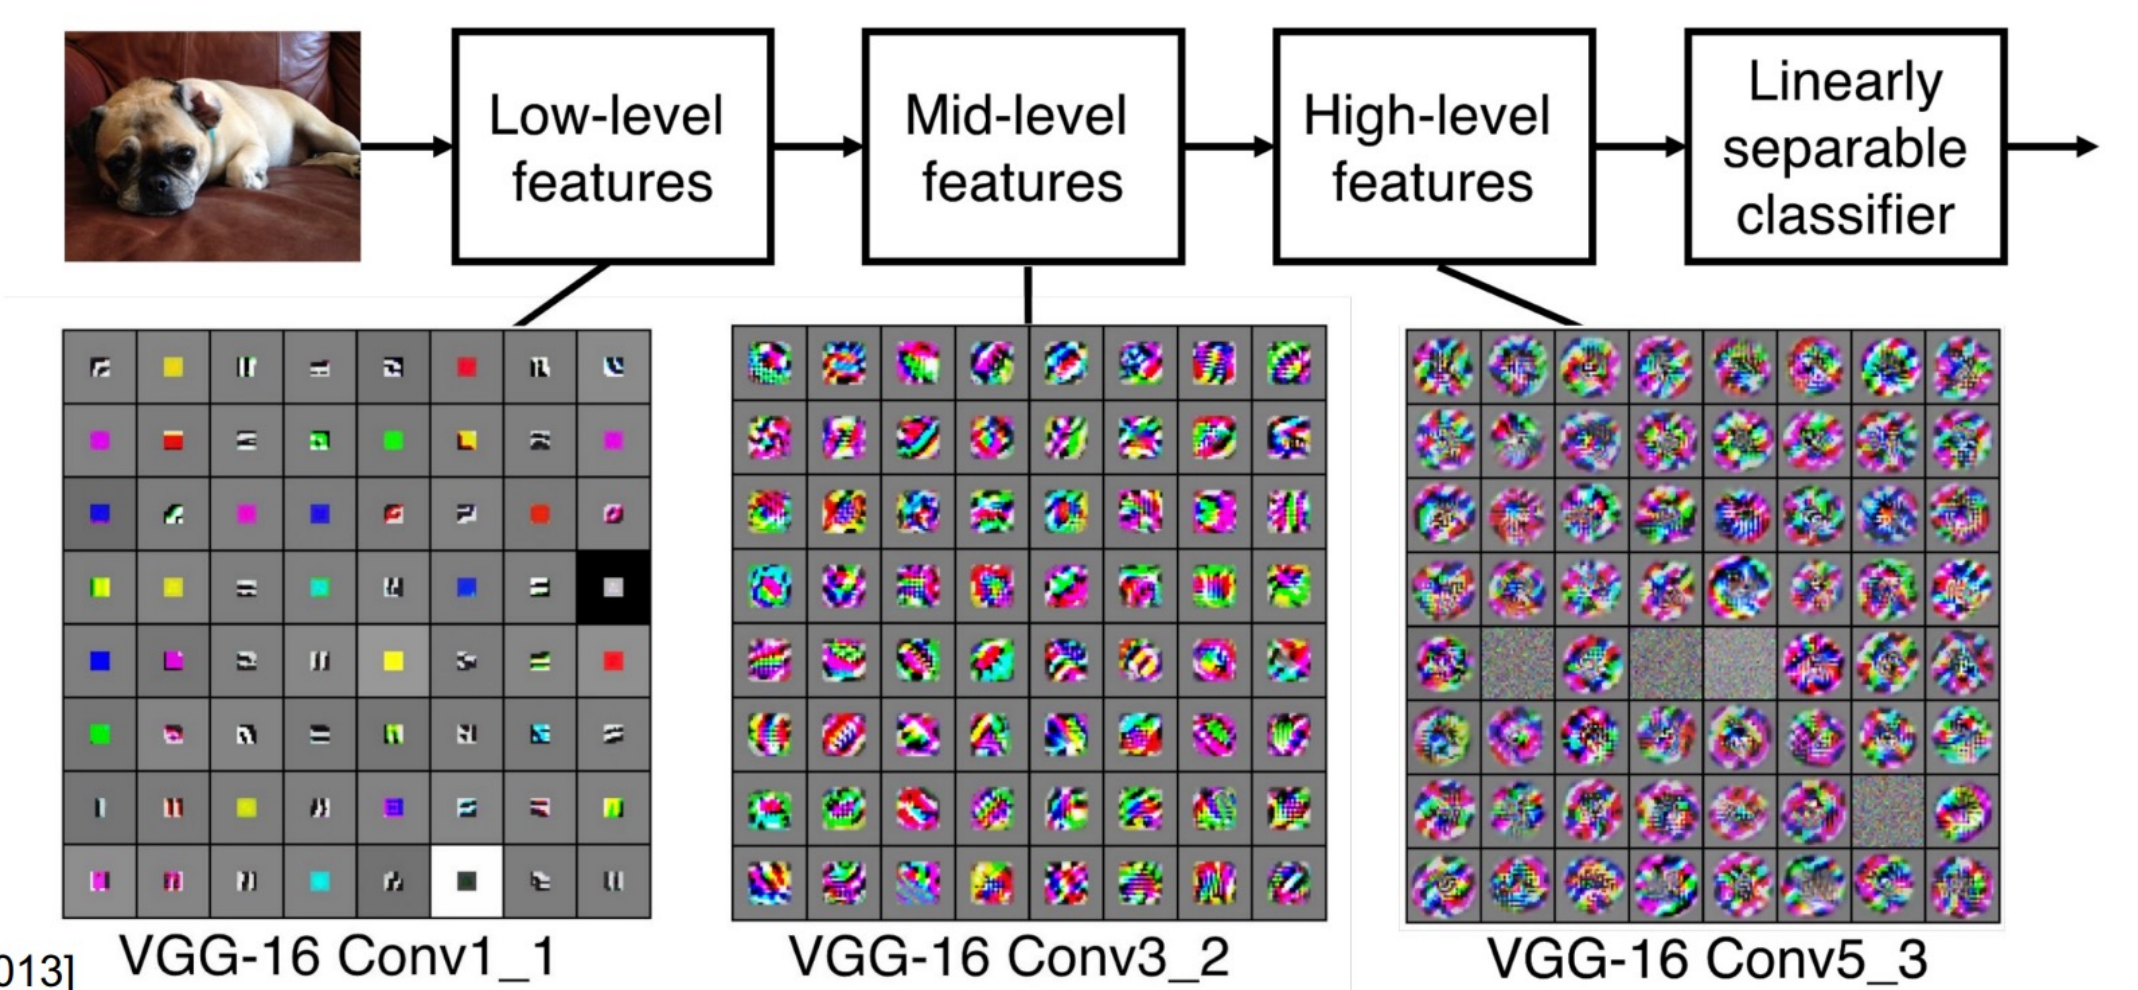 Low-level
features
Mid-level
features
High-level
features
Linearly
separable
classifier
VGG-16 Conv1_1
VGG-16 Conv3_2
VGG-16 Conv5_3
013]